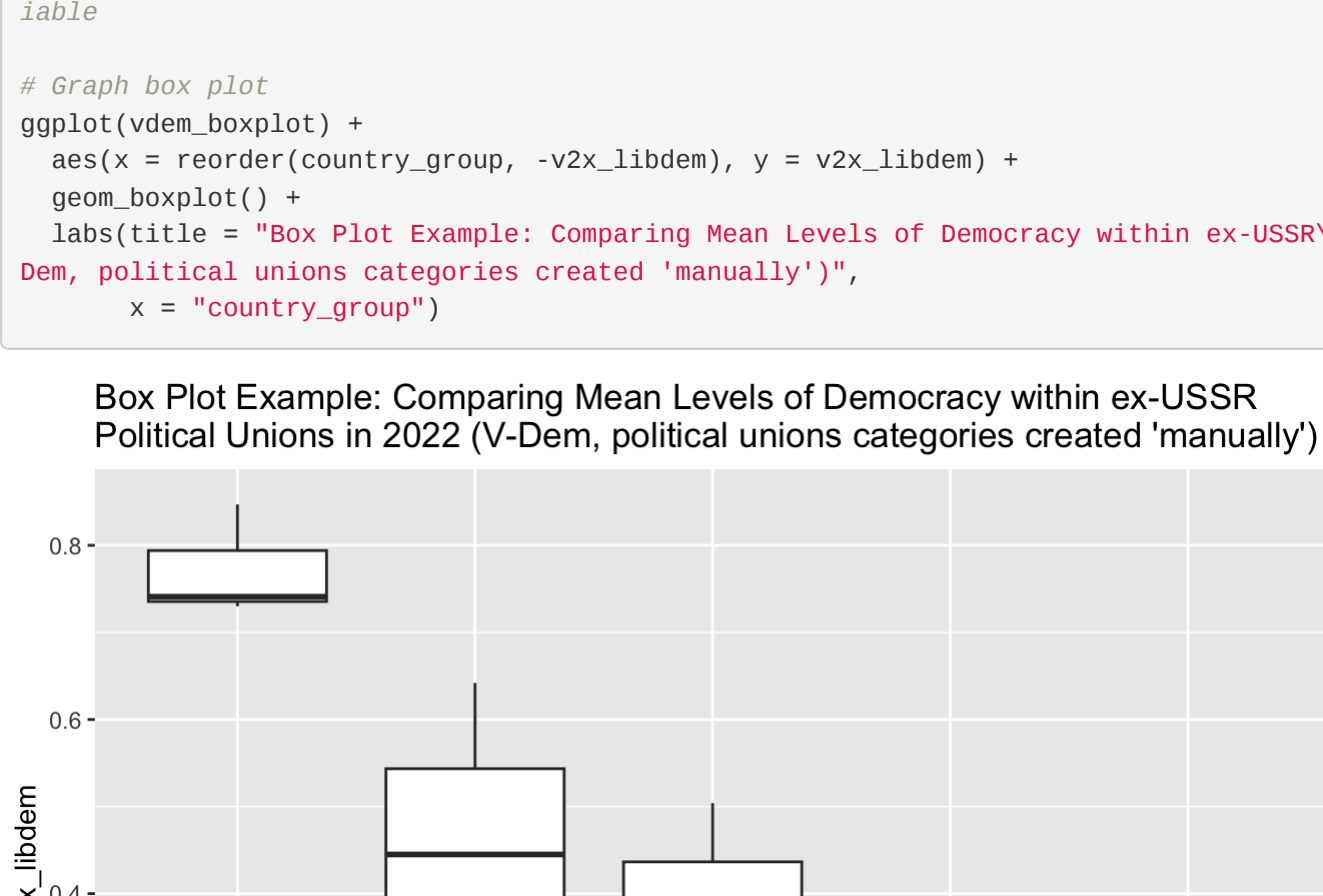 iable
# Graph box plot
ggplot(vdem_boxplot) +
  aes(x = reorder(country_group, -v2x_libdem), y = v2x_libdem) +
  geom_boxplot() +
  labs(title = "Box Plot Example: Comparing Mean Levels of Democracy within ex-USSR\
Dem, political unions categories created 'manually')",
       x = "country_group")
Box Plot Example: Comparing Mean Levels of Democracy within ex-USSR
Political Unions in 2022 (V-Dem, political unions categories created 'manually')
0.8
0.6
x_libdem
0.4